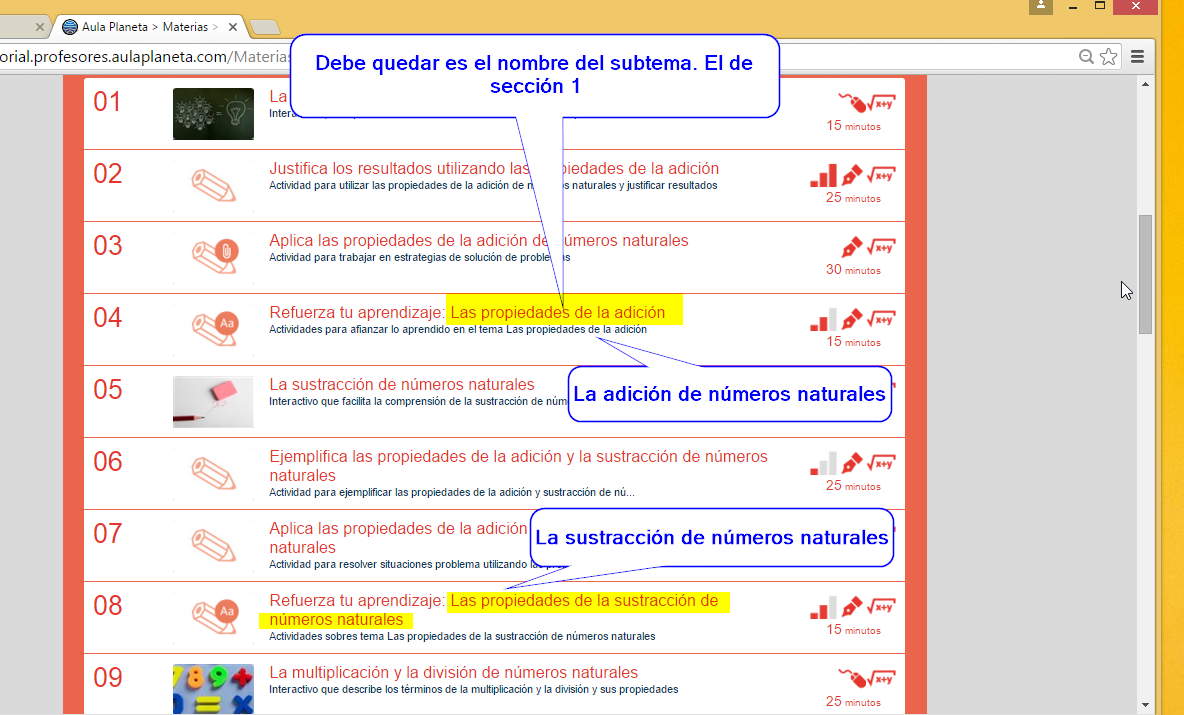 Aula Planeta > Materias >
orial.profesores.aulaplaneta.com/Materias
Debe quedar es el nombre del subtema. El de
sección 1
01
La
15 minutos
02
Justifica los resultados utilizando las propiedades de la adición
Actividad para utilizar las propiedades de la adición de números naturales y justificar resultados
25 minutos
03
Aplica las propiedades de la adición de números naturales
Actividad para trabajar en estrategias de solución de problemas
30 minutos
04
Refuerza tu aprendizaje: Las propiedades de la adición
Actividades para afianzar lo aprendido en el tema Las propiedades de la adición
15 minutos
La adición de números naturales
05
La sustracción de números naturales
Interactivo que facilita la comprensión de la sustracción de núm
06
Ejemplifica las propiedades de la adición y la sustracción de números
naturales
Actividad para ejemplificar las propiedades de la adición y sustracción de nú...
25 minutos
07
Aplica las propiedades de la adición
naturales
Actividad para resolver situaciones problema utilizando
La sustracción de números naturales
08
Refuerza tu aprendizaje: Las propiedades de la sustracción de
números naturales
Actividades sobres tema Las propiedades de la sustracción de números naturales
15 minutos
09
La multiplicación y la división de números naturales
Interactivo que describe los términos de la multiplicación y la división y sus propiedades
25 minutos